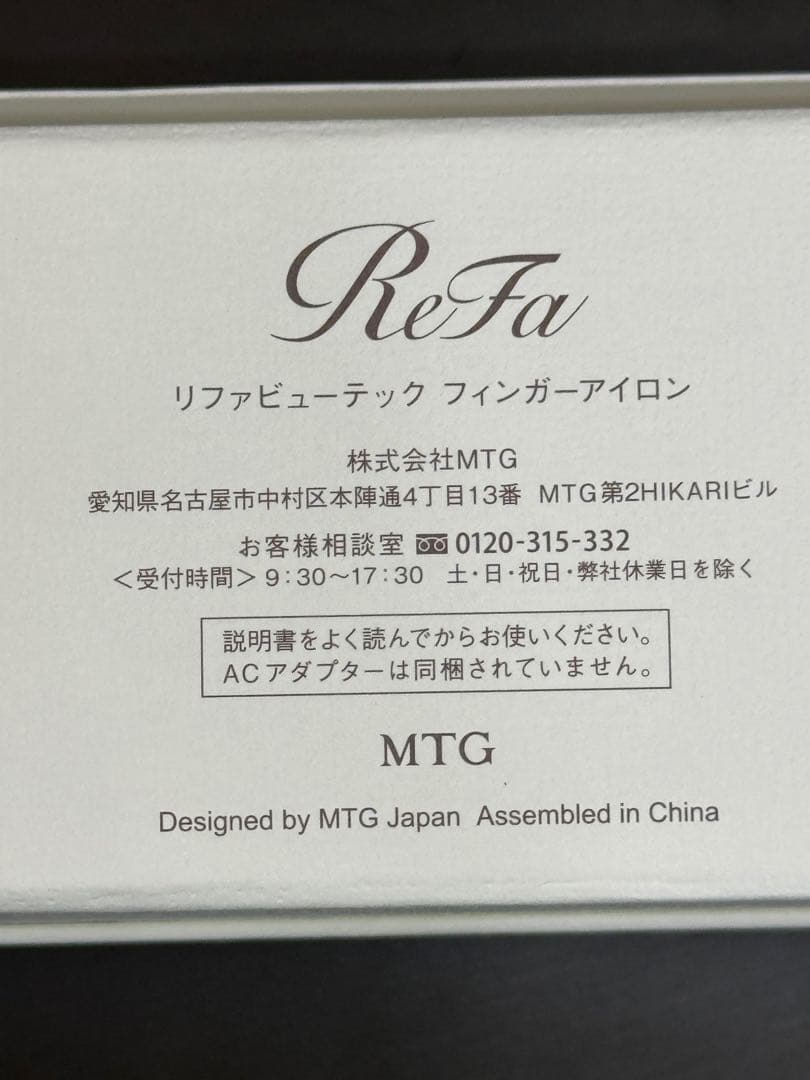 ReFa
リファビューテック フィンガーアイロン
株式会社MTG
愛知県名古屋市中村区本陣通4丁目13番 MTG第2HIKARIビル
お客様相談室 0120-315-332
＜受付時間＞9：30〜17：30 土・日・祝日・弊社休業日を除く
説明書をよく読んでからお使いください。
ACアダプターは同梱されていません。
MTG
Designed by MTG Japan Assembled in China